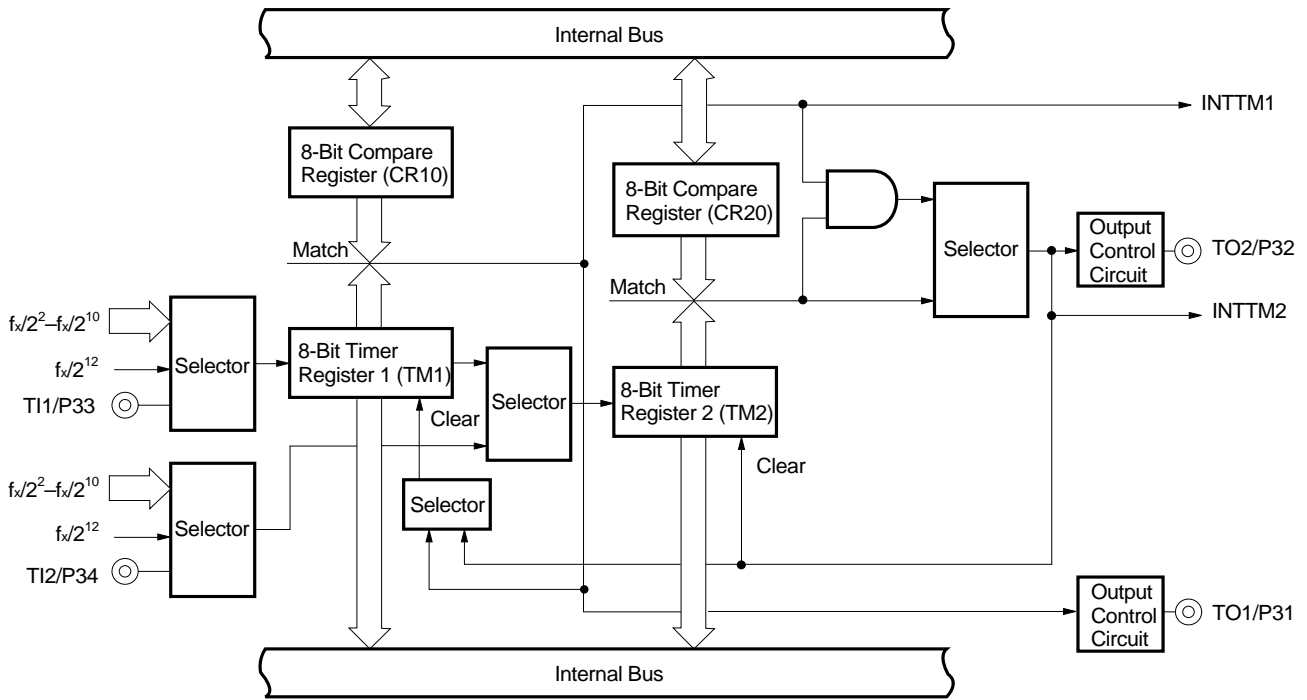 Internal Bus
INTTM1
8-Bit Compare
Register (CR10)
8-Bit Compare
Register (CR20)
Selector
Output
Control
Circuit
TO2/P32
Match
Match
INTTM2
fx/2²–fx/2¹⁰
fx/2¹²
TI1/P33
Selector
8-Bit Timer
Register 1 (TM1)
Selector
8-Bit Timer
Register 2 (TM2)
Clear
Clear
fx/2²–fx/2¹⁰
fx/2¹²
TI2/P34
Selector
Selector
Output
Control
Circuit
TO1/P31
Internal Bus